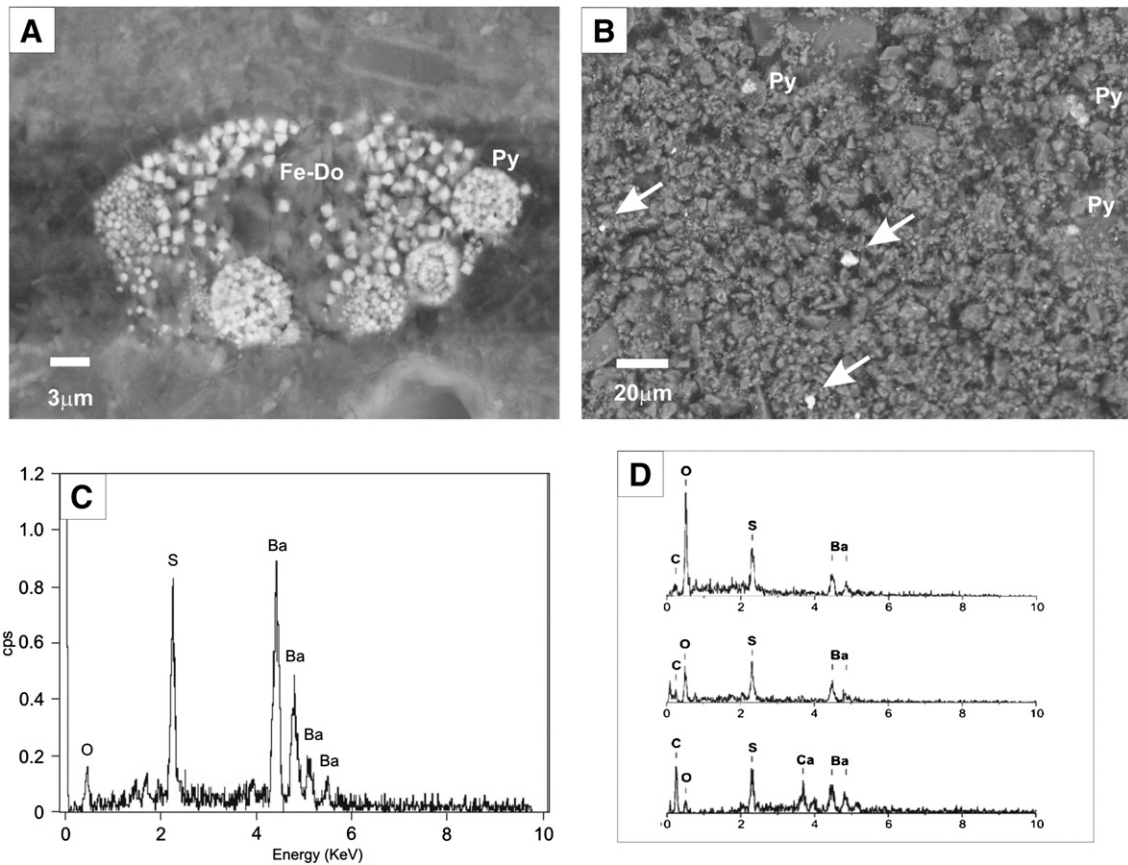 A
Py
Fe-Do
3μm
B
Py
Py
Py
20μm
C
1.2
1.0
0.8
0.6
0.4
0.2
0
cps
O
S
Ba
Ba
Ba
Ba
0 2 4 6 8 10
Energy (KeV)
D
C O S Ba
0 2 4 6 8 10
C O S Ba
0 2 4 6 8 10
C O S Ca Ba
0 2 4 6 8 10